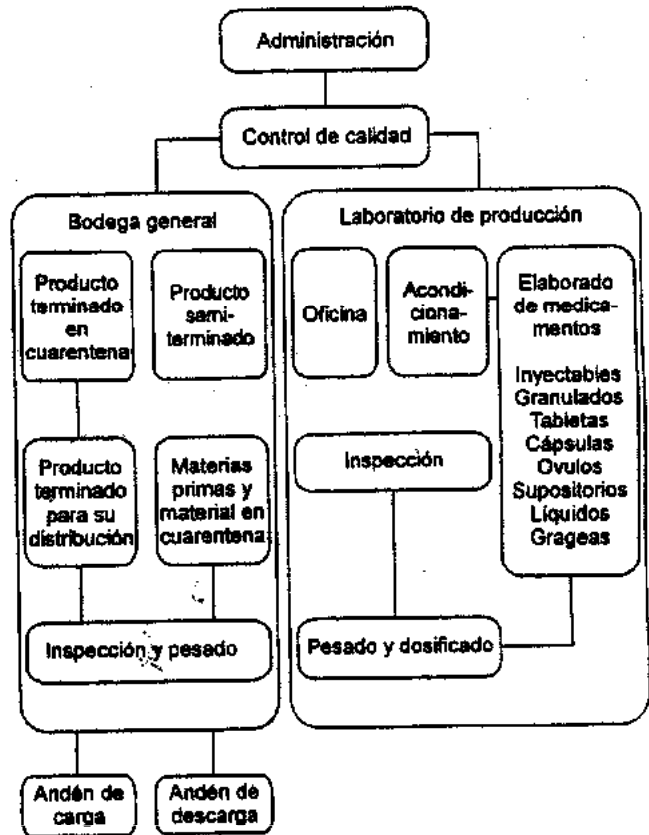 Administración
Control de calidad
Bodega general
Producto
terminado
en
cuarentena
Producto
semi-
terminado
Producto
terminado
para su
distribución
Materias
primas y
material en
cuarentena
Inspección y pesado
Andén de
carga
Andén de
descarga
Laboratorio de producción
Oficina
Acondi-
cionamiento
miento
Elaborado
de medica-
mentos
Inyectables
Granulados
Tabletas
Cápsulas
Ovulos
Supositorios
Líquidos
Grageas
Inspección
Pesado y dosificado